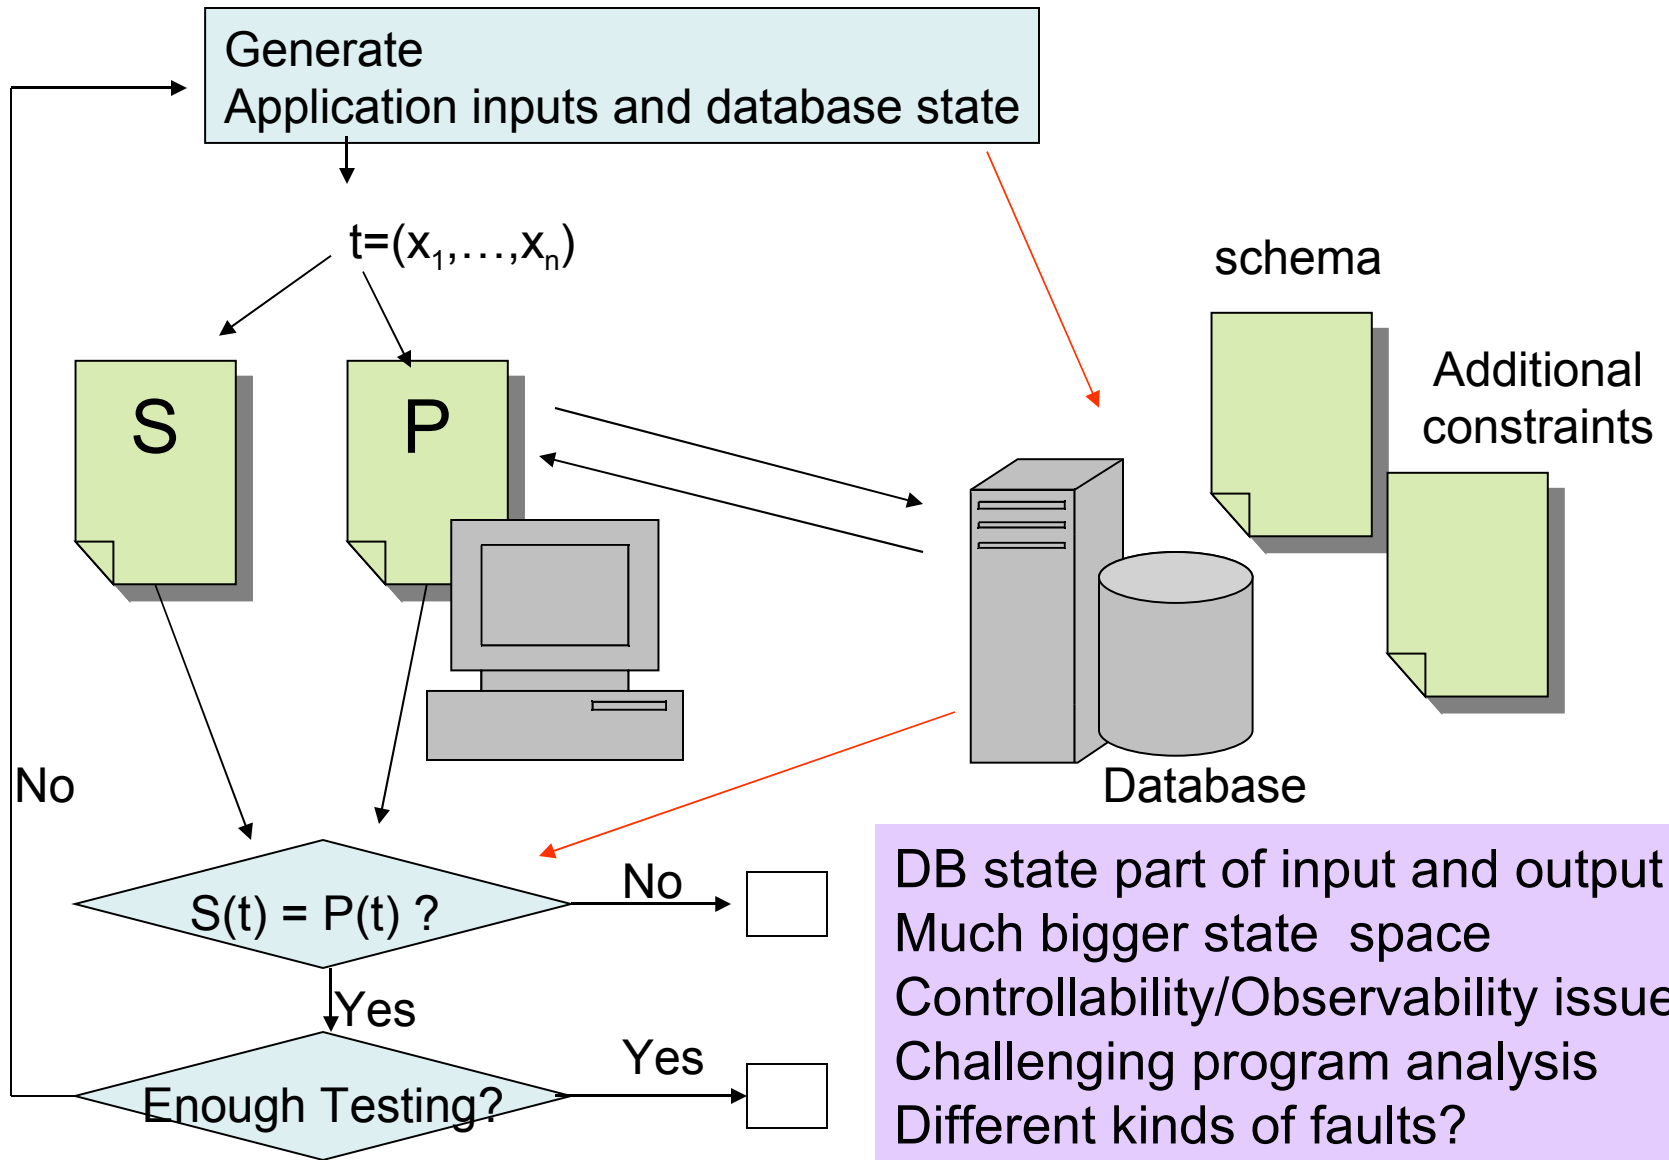 Generate
Application inputs and database state
t=(x₁,…,xₙ)
schema
Additional
constraints
S
P
No
Database
S(t) = P(t) ?
No
Yes
Enough Testing?
Yes
DB state part of input and output
Much bigger state  space
Controllability/Observability issue
Challenging program analysis
Different kinds of faults?